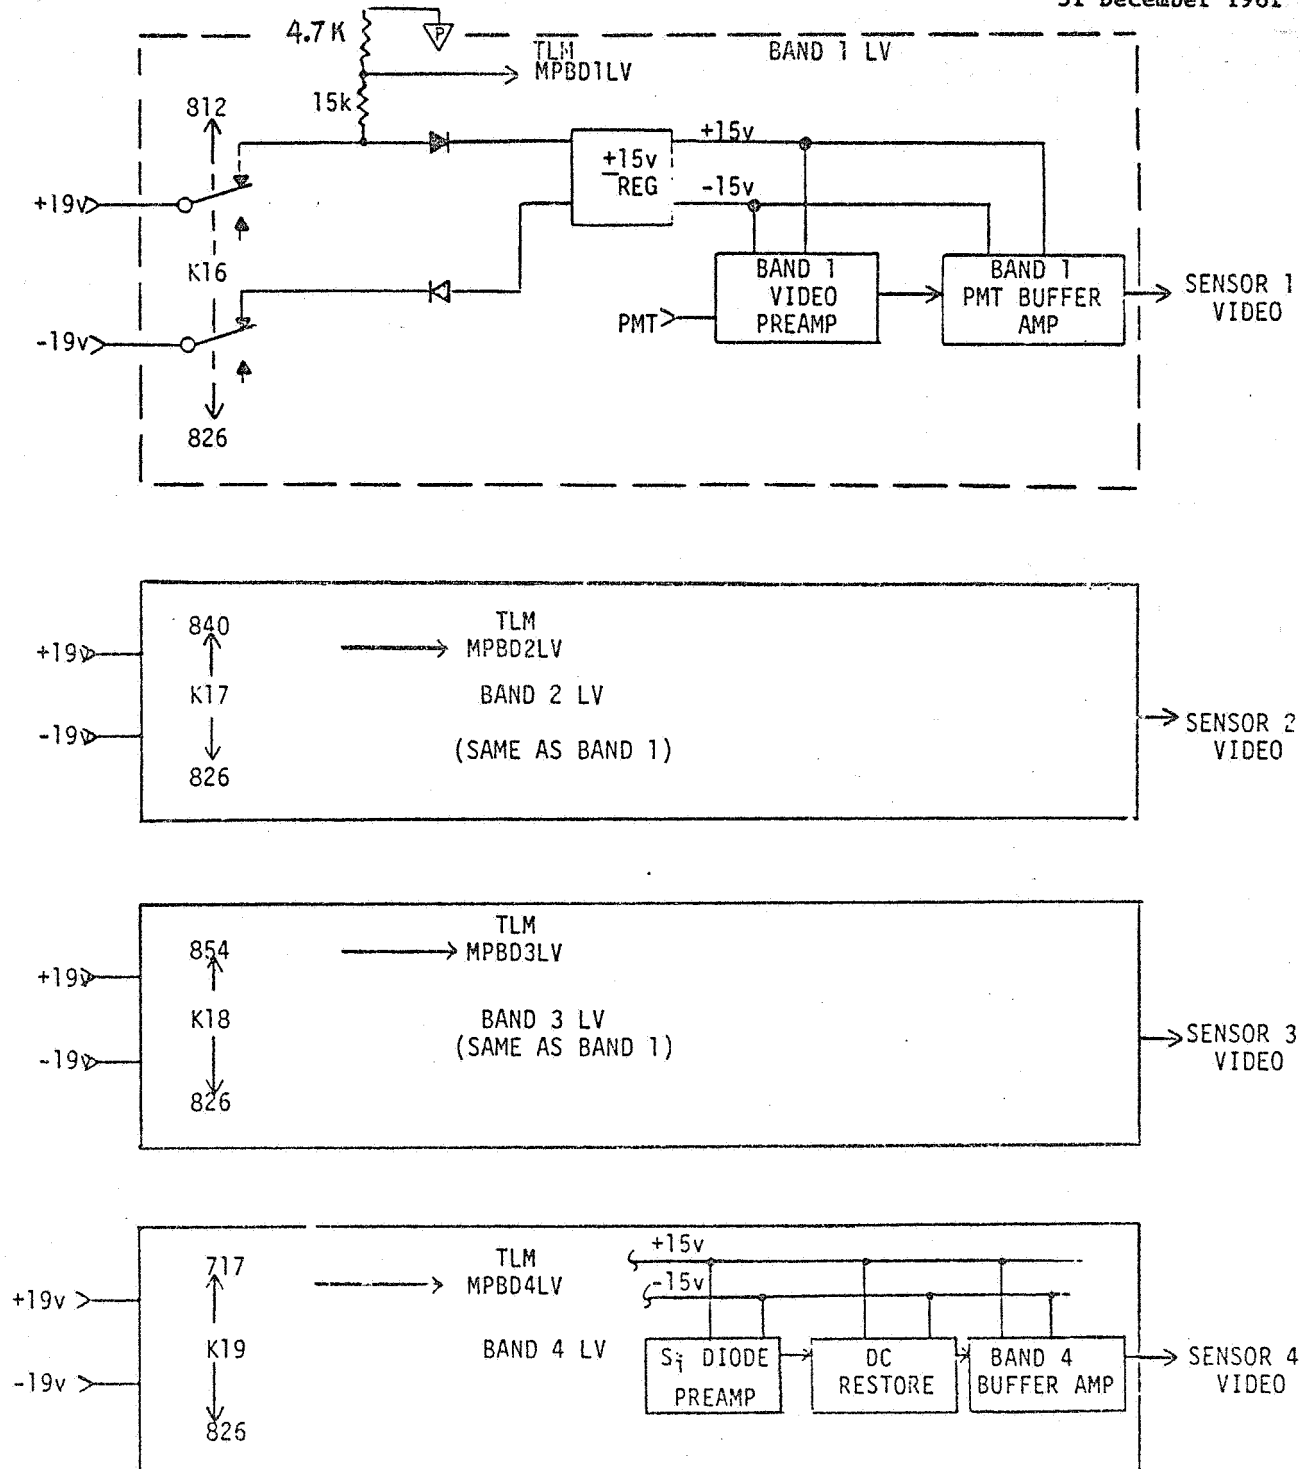 4.7K
P
TLM
MPBD1LV
BAND 1 LV
812
15k
+19v
K16
-19v
826
±15v
REG
+15v
-15v
BAND 1
VIDEO
PREAMP
PMT
BAND 1
PMT BUFFER
AMP
SENSOR 1
VIDEO
840
TLM
MPBD2LV
+19v
K17
BAND 2 LV
-19v
(SAME AS BAND 1)
826
SENSOR 2
VIDEO
854
TLM
MPBD3LV
+19v
K18
BAND 3 LV
(SAME AS BAND 1)
-19v
826
SENSOR 3
VIDEO
717
TLM
MPBD4LV
+19v
K19
BAND 4 LV
-19v
826
+15v
-15v
Si DIODE
PREAMP
DC
RESTORE
BAND 4
BUFFER AMP
SENSOR 4
VIDEO